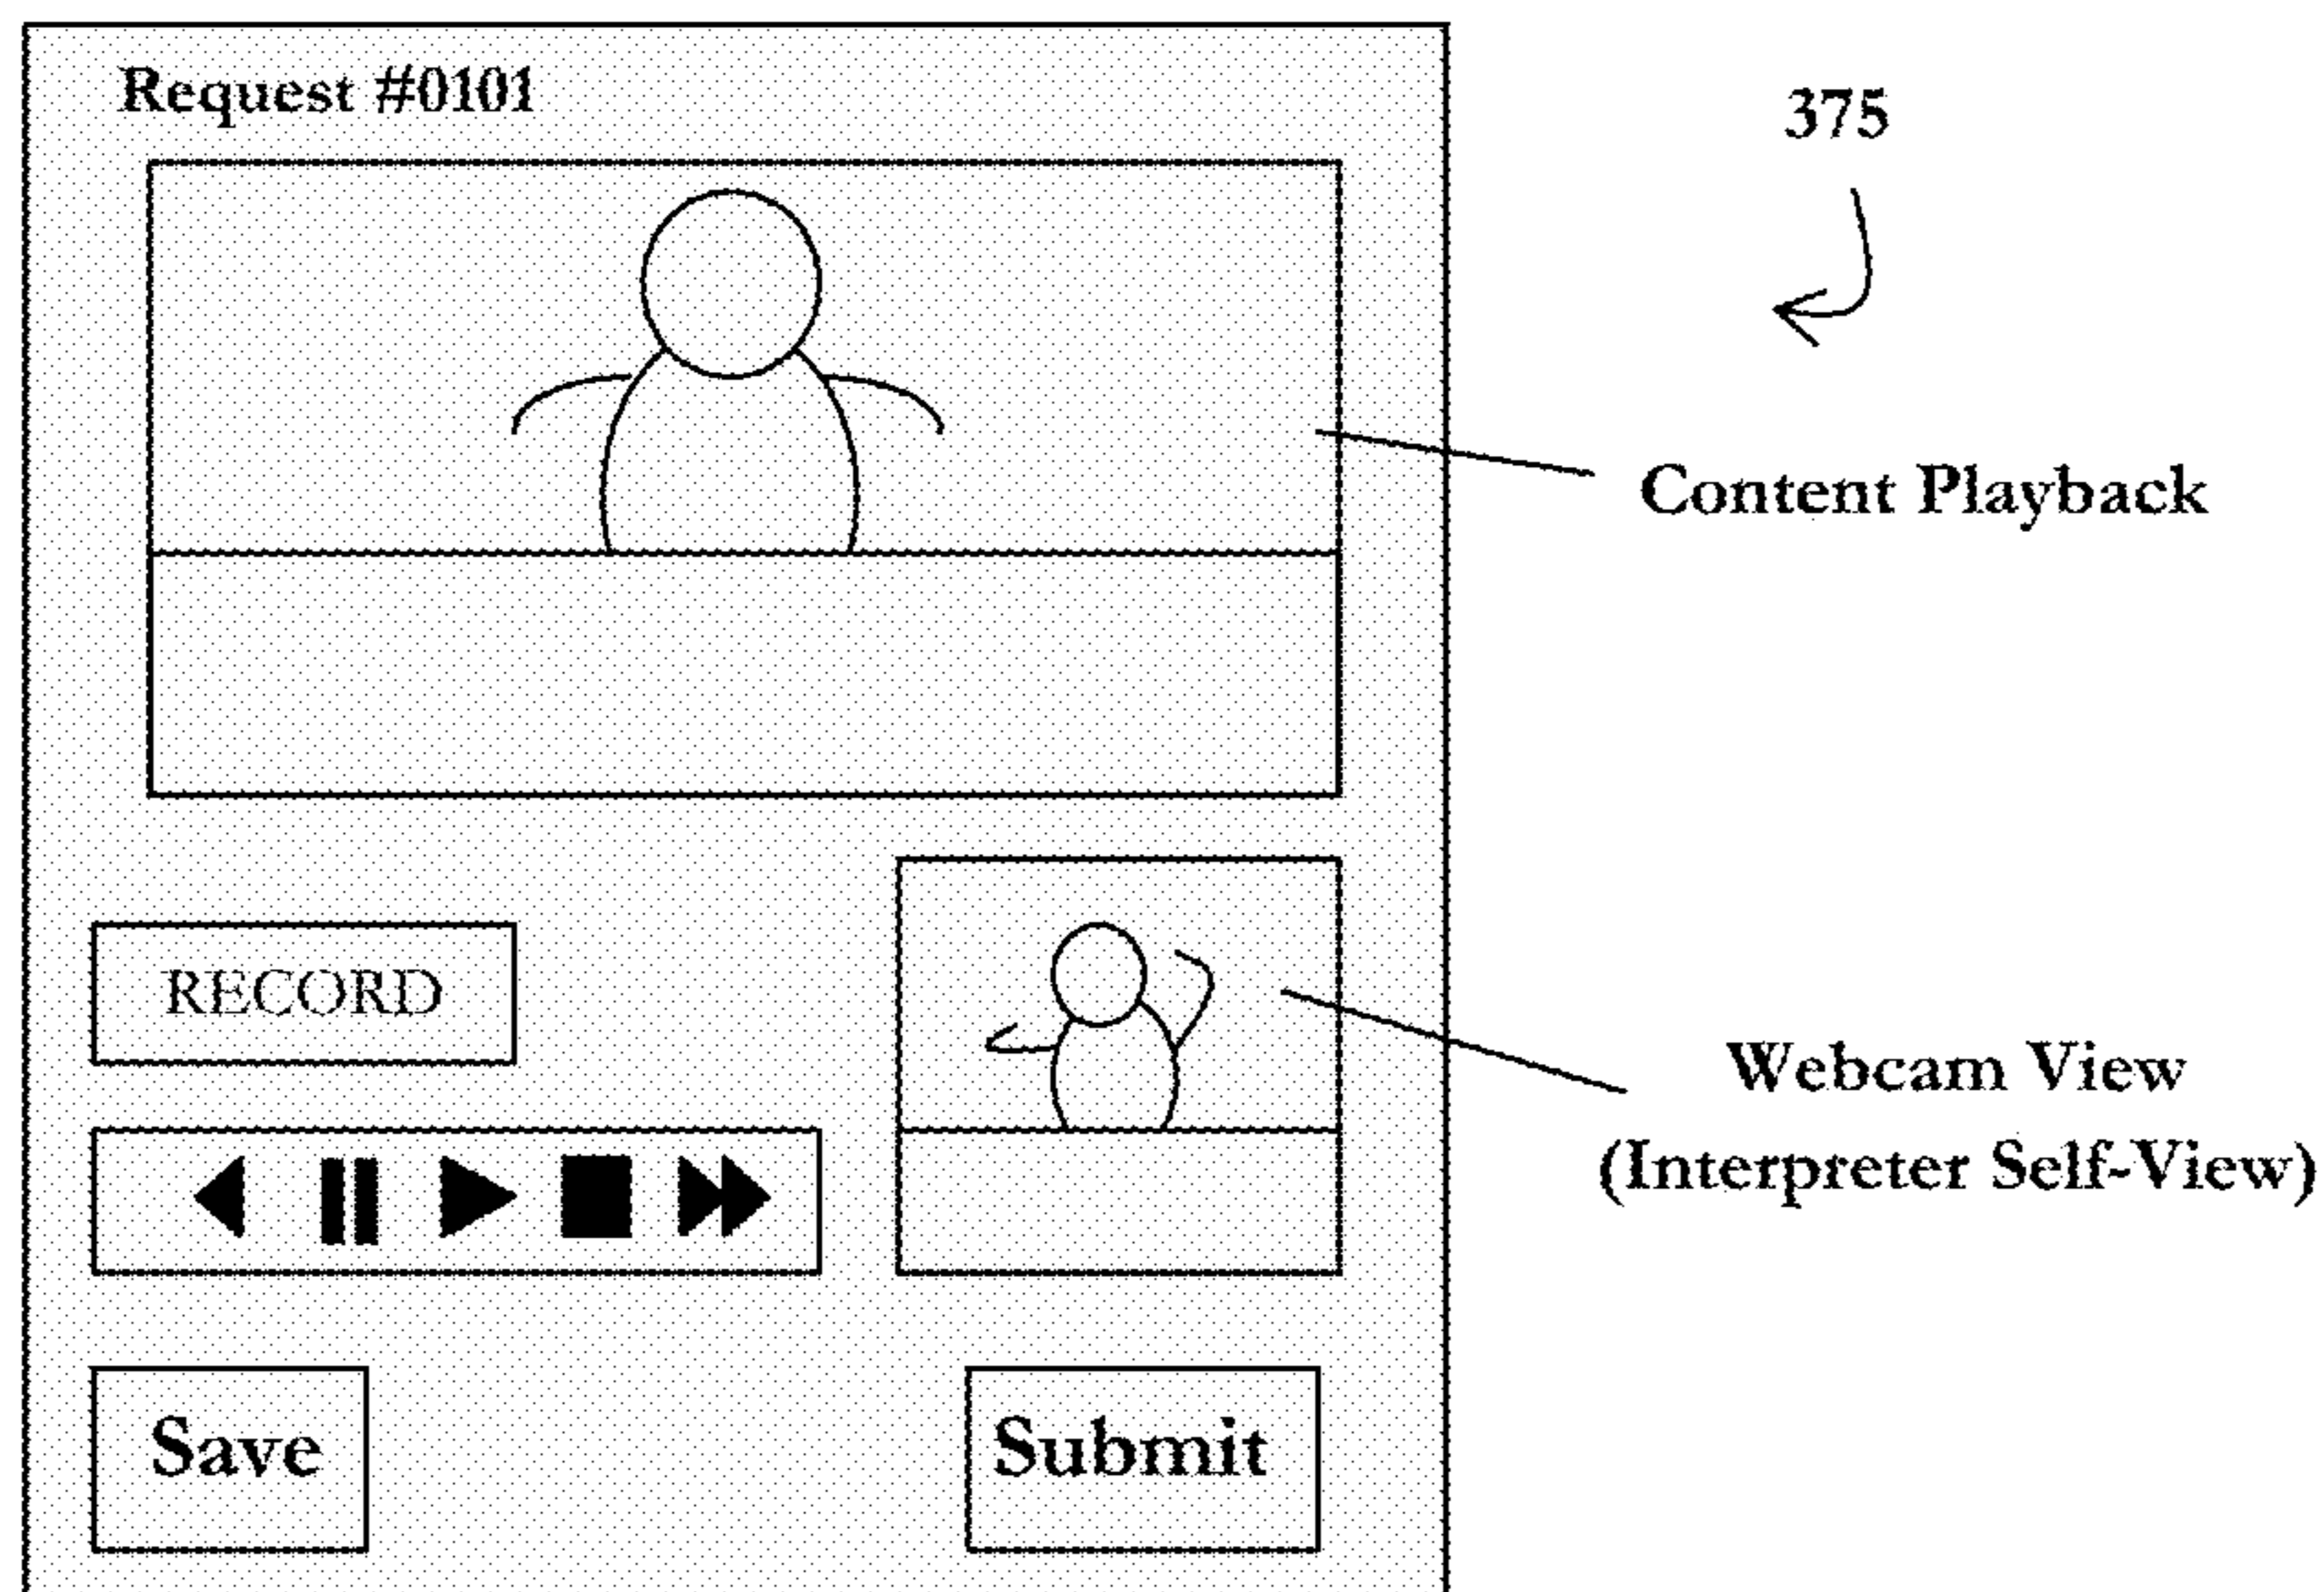 Request #0101
375
Content Playback
RECORD
Webcam View
(Interpreter Self-View)
Save
Submit